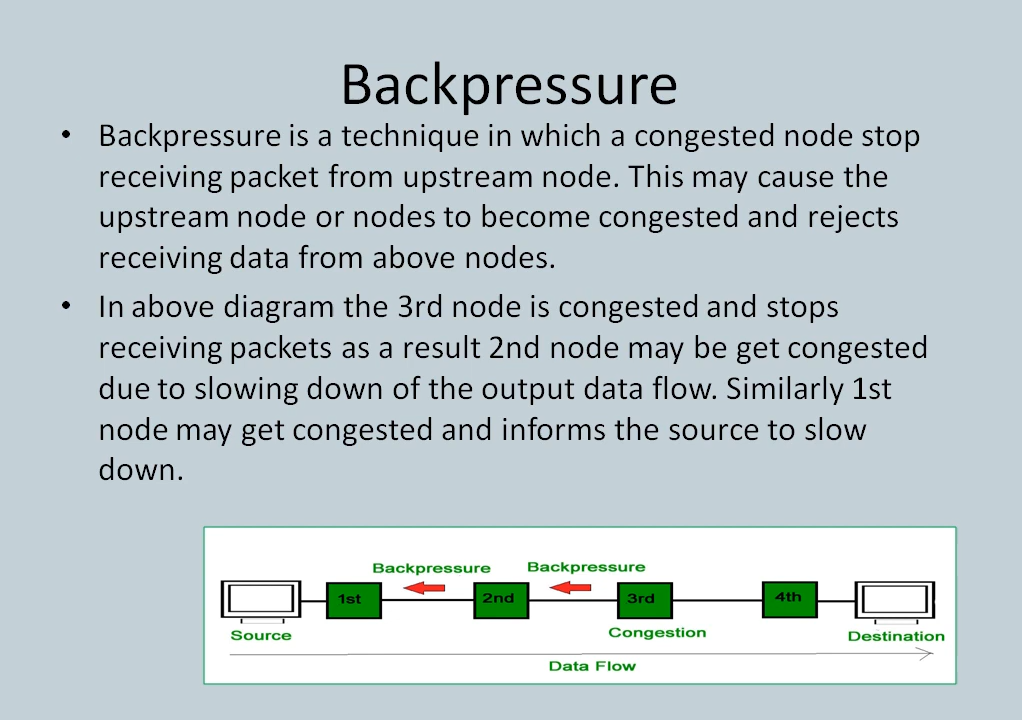 Backpressure
• Backpressure is a technique in which a congested node stop
receiving packet from upstream node. This may cause the
upstream node or nodes to become congested and rejects
receiving data from above nodes.
• In above diagram the 3rd node is congested and stops
receiving packets as a result 2nd node may be get congested
due to slowing down of the output data flow. Similarly 1st
node may get congested and informs the source to slow
down.
Backpressure Backpressure
1st 2nd 3rd 4th
Source Congestion Destination
Data Flow